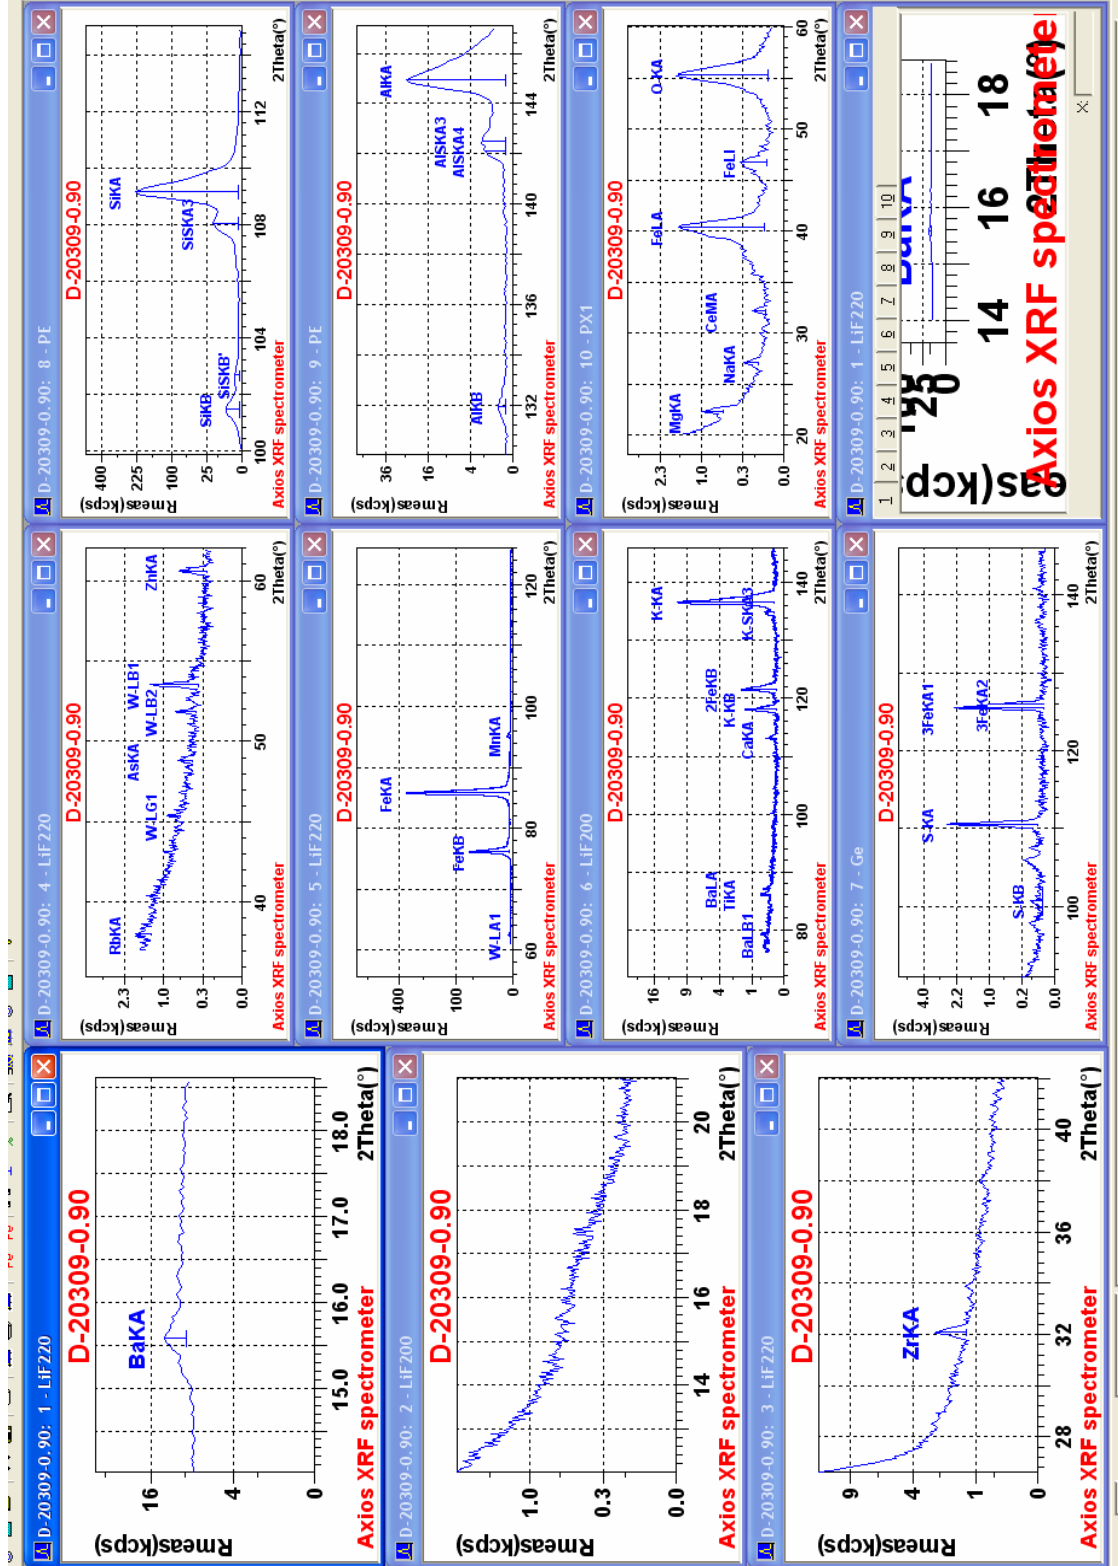 D-20309-0.90: 1 - LiF220
D-20309-0.90
Rmeas(kcps)
16
4
0
BaKA
15.0 16.0 17.0 18.0
2Theta(°)
Axios XRF spectrometer
D-20309-0.90: 2 - LiF200
D-20309-0.90
Rmeas(kcps)
1.0
0.3
0.0
14 16 18 20
2Theta(°)
Axios XRF spectrometer
D-20309-0.90: 3 - LiF220
D-20309-0.90
Rmeas(kcps)
9
4
1
0
ZrKA
28 32 36 40
2Theta(°)
Axios XRF spectrometer
D-20309-0.90: 4 - LiF220
D-20309-0.90
Rmeas(kcps)
2.3
1.0
0.3
0.0
RbKA
W-LG1
AsKA
W-LB2
W-LB1
ZnKA
40 50 60
2Theta(°)
Axios XRF spectrometer
D-20309-0.90: 5 - LiF220
D-20309-0.90
Rmeas(kcps)
400
100
0
W-LA1
FeKB
FeKA
MnKA
60 80 100 120
2Theta(°)
Axios XRF spectrometer
D-20309-0.90: 6 - LiF200
D-20309-0.90
Rmeas(kcps)
16
9
4
1
0
BaLB1
TiKA
BaLA
CaKA
K-KB
2FeKB
K-SKA3
K-KA
80 100 120 140
2Theta(°)
Axios XRF spectrometer
D-20309-0.90: 7 - Ge
D-20309-0.90
Rmeas(kcps)
4.0
2.2
1.0
0.2
0.0
S-KB
S-KA
3FeKA1
3FeKA2
100 120 140
2Theta(°)
Axios XRF spectrometer
D-20309-0.90: 8 - PE
D-20309-0.90
Rmeas(kcps)
400
225
100
25
0
SiKB
SiSKB'
SiSKA3
SiKA
100 104 108 112
2Theta(°)
Axios XRF spectrometer
D-20309-0.90: 9 - PE
D-20309-0.90
Rmeas(kcps)
36
16
4
0
AlKB
AlSKA3
AlSKA4
AlKA
132 136 140 144
2Theta(°)
Axios XRF spectrometer
D-20309-0.90: 10 - PX1
D-20309-0.90
Rmeas(kcps)
2.3
1.0
0.3
0.0
MgKA
NaKA
CeMA
FeLA
FeLl
O-KA
20 30 40 50 60
2Theta(°)
Axios XRF spectrometer
D-20309-0.90: 1 - LiF220
1 2 3 4 5 6 7 8 9 10
BaKA
25
0
eas(kcps)
14 16 18
2Theta(°)
Axios XRF spectromete
x: